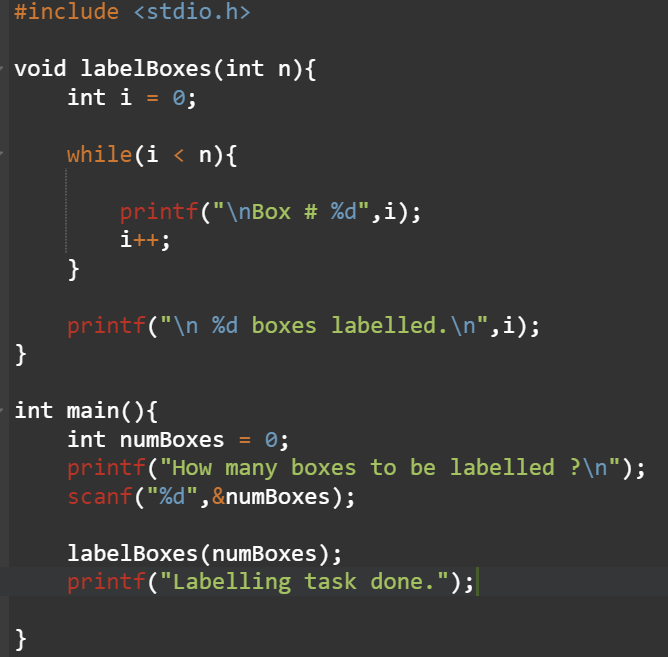 #include <stdio.h>
void labelBoxes(int n){
    int i = 0;
    while(i < n){
        printf("\nBox # %d",i);
        i++;
    }
    printf("\n %d boxes labelled.\n",i);
}
int main(){
    int numBoxes = 0;
    printf("How many boxes to be labelled ?\n");
    scanf("%d",&numBoxes);
    labelBoxes(numBoxes);
    printf("Labelling task done.");
}